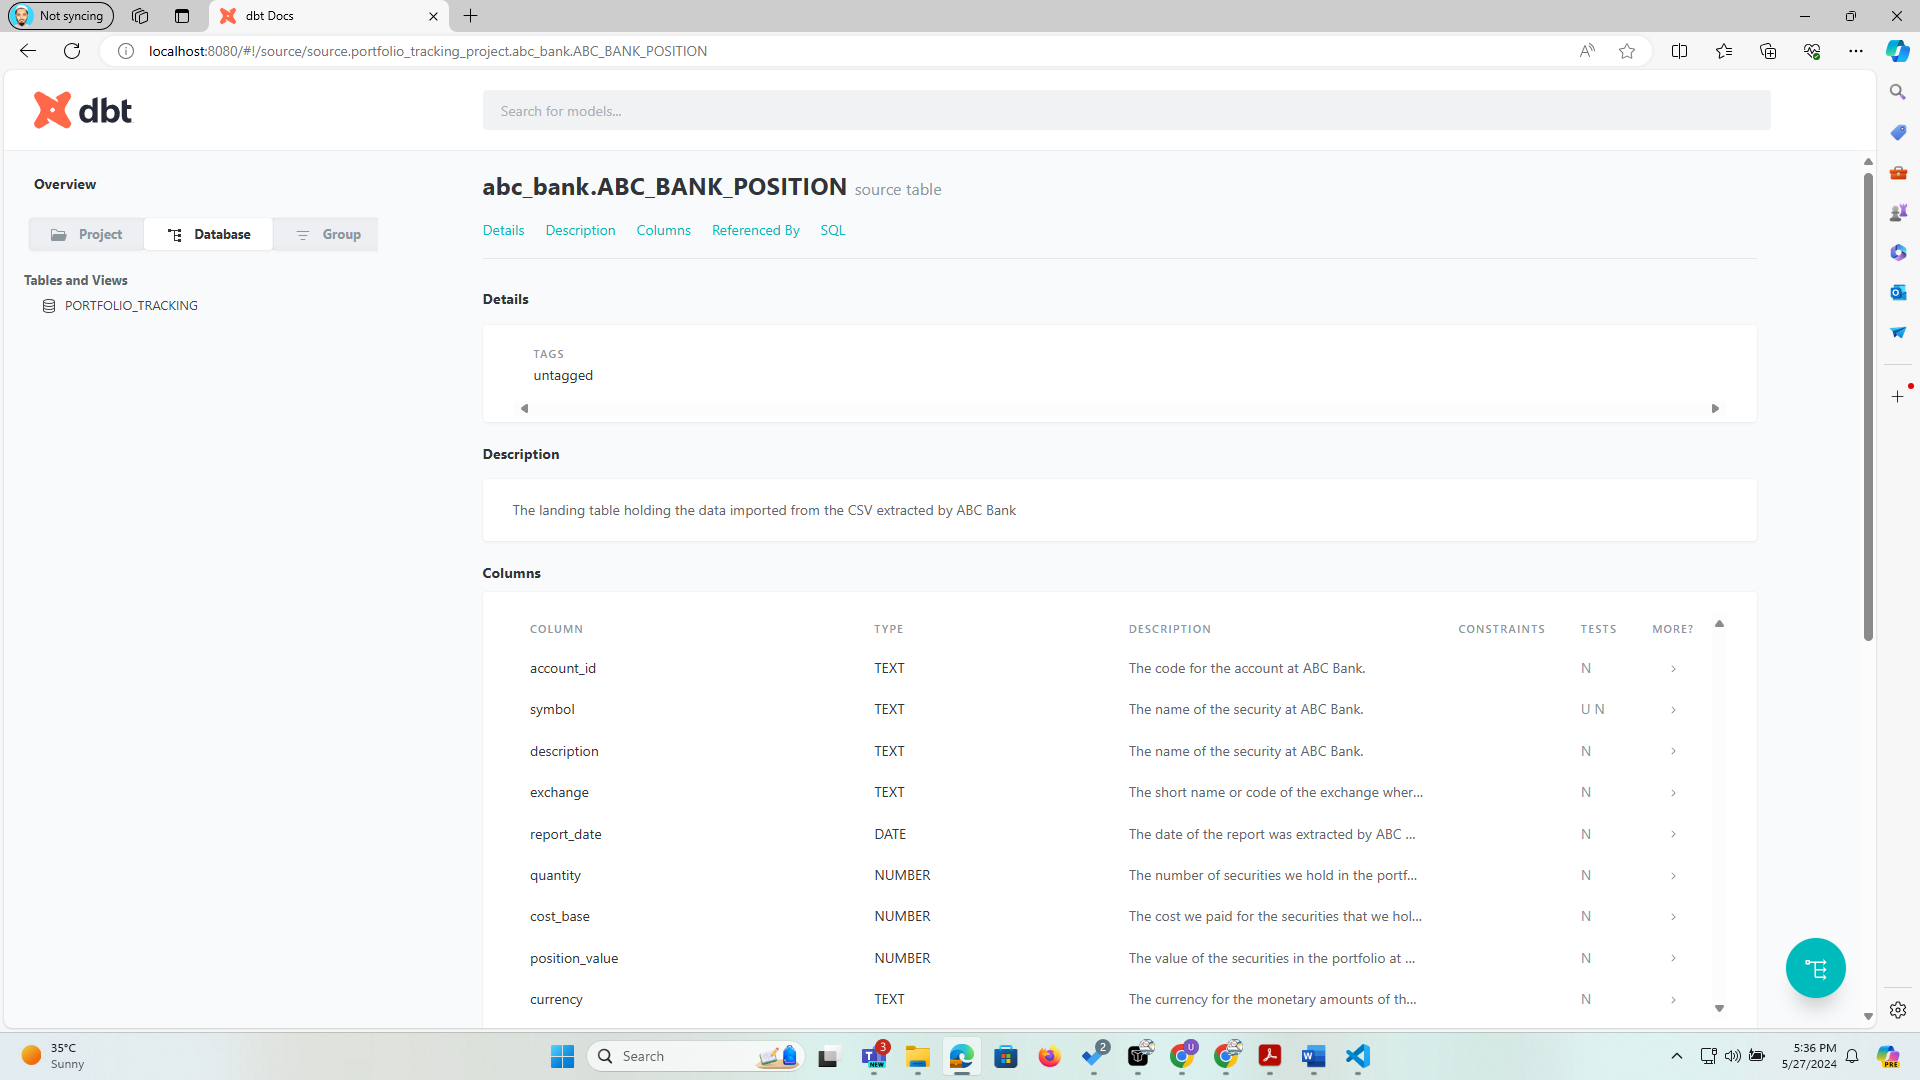 Not syncing
dbt Docs
localhost:8080/#!/source/source.portfolio_tracking_project.abc_bank.ABC_BANK_POSITION
dbt
Search for models...
Overview
Project
Database
Group
Tables and Views
PORTFOLIO_TRACKING
abc_bank.ABC_BANK_POSITION source table
Details Description Columns Referenced By SQL
Details
TAGS
untagged
Description
The landing table holding the data imported from the CSV extracted by ABC Bank
Columns
COLUMN TYPE DESCRIPTION CONSTRAINTS TESTS MORE?
account_id TEXT The code for the account at ABC Bank. N
symbol TEXT The name of the security at ABC Bank. U N
description TEXT The name of the security at ABC Bank. N
exchange TEXT The short name or code of the exchange wher... N
report_date DATE The date of the report was extracted by ABC ... N
quantity NUMBER The number of securities we hold in the portf... N
cost_base NUMBER The cost we paid for the securities that we hol... N
position_value NUMBER The value of the securities in the portfolio at ... N
currency TEXT The currency for the monetary amounts of th... N
35°C
Sunny
Search
3
NEW
2
U
5:36 PM
5/27/2024
PRE